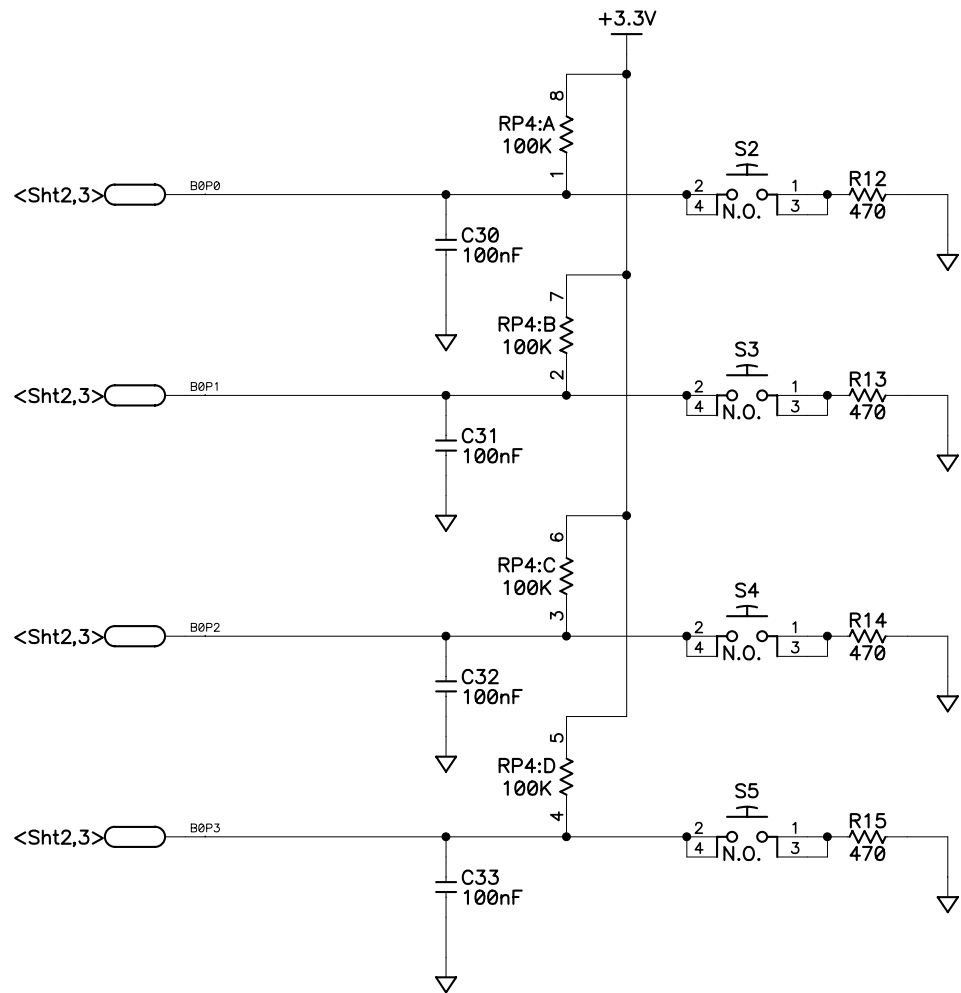 +3.3V
8
RP4:A
100K
1
S2
<Sht2,3>
B0P0
2
4
N.O.
1
3
R12
470
C30
100nF
7
RP4:B
100K
2
S3
<Sht2,3>
B0P1
2
4
N.O.
1
3
R13
470
C31
100nF
6
RP4:C
100K
3
S4
<Sht2,3>
B0P2
2
4
N.O.
1
3
R14
470
C32
100nF
5
RP4:D
100K
4
S5
<Sht2,3>
B0P3
2
4
N.O.
1
3
R15
470
C33
100nF